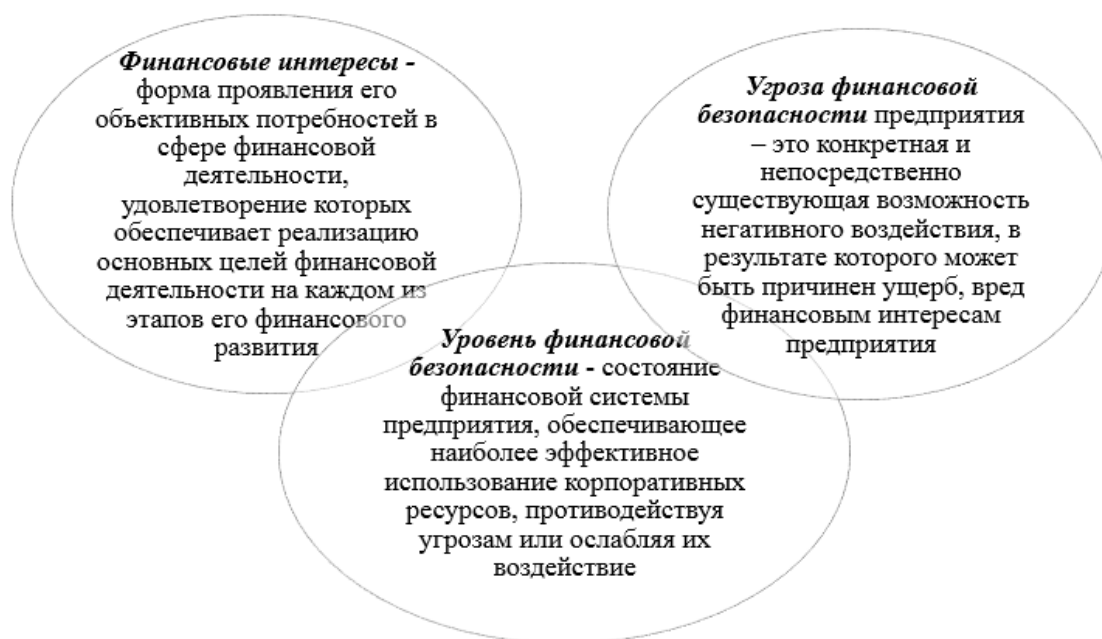 Финансовые интересы -
форма проявления его
объективных потребностей в
сфере финансовой
деятельности,
удовлетворение которых
обеспечивает реализацию
основных целей финансовой
деятельности на каждом из
этапов его финансового
развития
Угроза финансовой
безопасности предприятия
– это конкретная и
непосредственно
существующая возможность
негативного воздействия, в
результате которого может
быть причинен ущерб, вред
финансовым интересам
предприятия
Уровень финансовой
безопасности - состояние
финансовой системы
предприятия, обеспечивающее
наиболее эффективное
использование корпоративных
ресурсов, противодействуя
угрозам или ослабляя их
воздействие